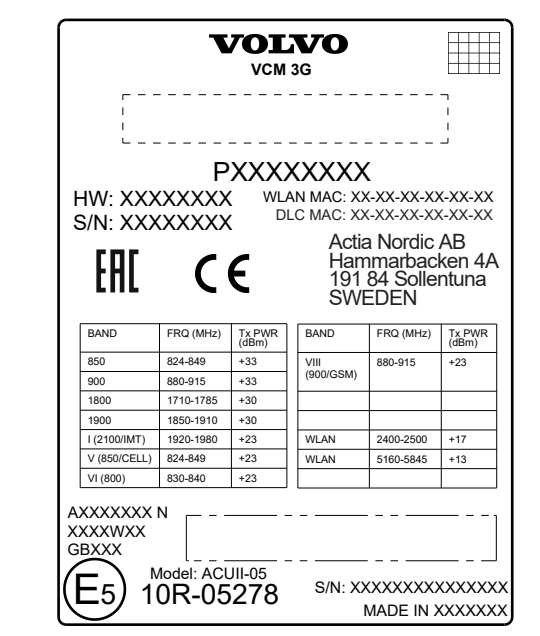 VOLVO
VCM 3G
PXXXXXXXX
HW: XXXXXXXX
WLAN MAC: XX-XX-XX-XX-XX-XX
S/N: XXXXXXXX
DLC MAC: XX-XX-XX-XX-XX-XX
EAC CE
Actia Nordic AB
Hammarbacken 4A
191 84 Sollentuna
SWEDEN
BAND FRQ (MHz) Tx PWR (dBm)
850 824-849 +33
900 880-915 +33
1800 1710-1785 +30
1900 1850-1910 +30
I (2100/IMT) 1920-1980 +23
V (850/CELL) 824-849 +23
VI (800) 830-840 +23
BAND FRQ (MHz) Tx PWR (dBm)
VIII (900/GSM) 880-915 +23
WLAN 2400-2500 +17
WLAN 5160-5845 +13
AXXXXXXX N
XXXXWXX
GBXXX
E5
Model: ACUII-05
10R-05278
S/N: XXXXXXXXXXXXXXX
MADE IN XXXXXXX